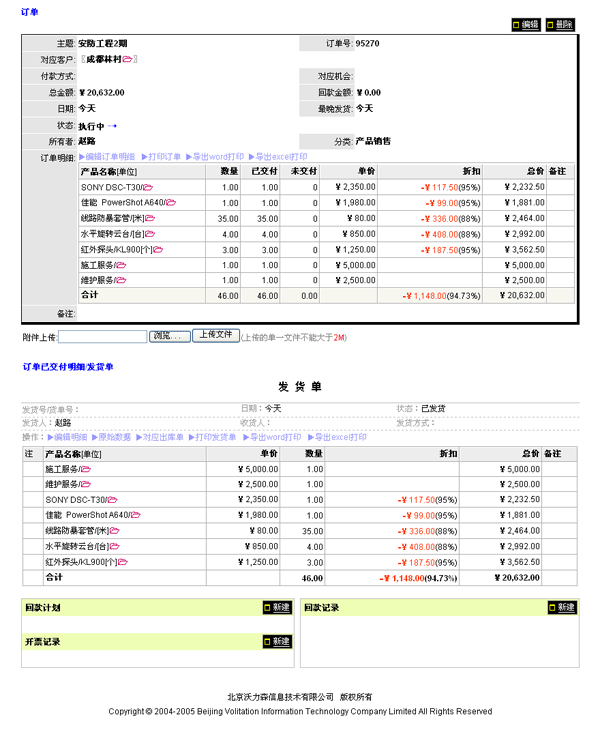 订单
编辑 删除
主题: 安防工程2期 订单号: 95270
对应客户: 〖成都林村〗
付款方式: 对应机会:
总金额: ¥ 20,632.00 回款金额: ¥ 0.00
日期: 今天 最晚发货: 今天
状态: 执行中 →
所有者: 赵路 分类: 产品销售
订单明细: ▶编辑订单明细 ▶打印订单 ▶导出word打印 ▶导出excel打印
产品名称[单位] 数量 已交付 未交付 单价 折扣 总价 备注
SONY DSC-T30/ 1.00 1.00 0 ¥ 2,350.00 -¥ 117.50(95%) ¥ 2,232.50
佳能 PowerShot A640/ 1.00 1.00 0 ¥ 1,980.00 -¥ 99.00(95%) ¥ 1,881.00
线路防暴套管/[米] 35.00 35.00 0 ¥ 80.00 -¥ 336.00(88%) ¥ 2,464.00
水平旋转云台/[台] 4.00 4.00 0 ¥ 850.00 -¥ 408.00(88%) ¥ 2,992.00
红外探头/KL900[个] 3.00 3.00 0 ¥ 1,250.00 -¥ 187.50(95%) ¥ 3,562.50
施工服务/ 1.00 1.00 0 ¥ 5,000.00 ¥ 5,000.00
维护服务/ 1.00 1.00 0 ¥ 2,500.00 ¥ 2,500.00
合计 46.00 46.00 0.00 -¥ 1,148.00(94.73%) ¥ 20,632.00
备注:
附件上传: 浏览... 上传文件 (上传的单一文件不能大于2M)
订单已交付明细/发货单
发 货 单
发货号/货单号： 日期：今天 状态：已发货
发货人：赵路 收货人： 发货方式：
操作：▶编辑明细 ▶原始数据 ▶对应出库单 ▶打印发货单 ▶导出word打印 ▶导出excel打印
注 产品名称[单位] 单价 数量 折扣 总价 备注
施工服务/ ¥ 5,000.00 1.00 ¥ 5,000.00
维护服务/ ¥ 2,500.00 1.00 ¥ 2,500.00
SONY DSC-T30/ ¥ 2,350.00 1.00 -¥ 117.50(95%) ¥ 2,232.50
佳能 PowerShot A640/ ¥ 1,980.00 1.00 -¥ 99.00(95%) ¥ 1,881.00
线路防暴套管/[米] ¥ 80.00 35.00 -¥ 336.00(88%) ¥ 2,464.00
水平旋转云台/[台] ¥ 850.00 4.00 -¥ 408.00(88%) ¥ 2,992.00
红外探头/KL900[个] ¥ 1,250.00 3.00 -¥ 187.50(95%) ¥ 3,562.50
合计 46.00 -¥ 1,148.00(94.73%) ¥ 20,632.00
回款计划 新建 回款记录 新建
开票记录 新建
北京沃力森信息技术有限公司 版权所有
Copyright © 2004-2005 Beijing Volitation Information Technology Company Limited All Rights Reserved